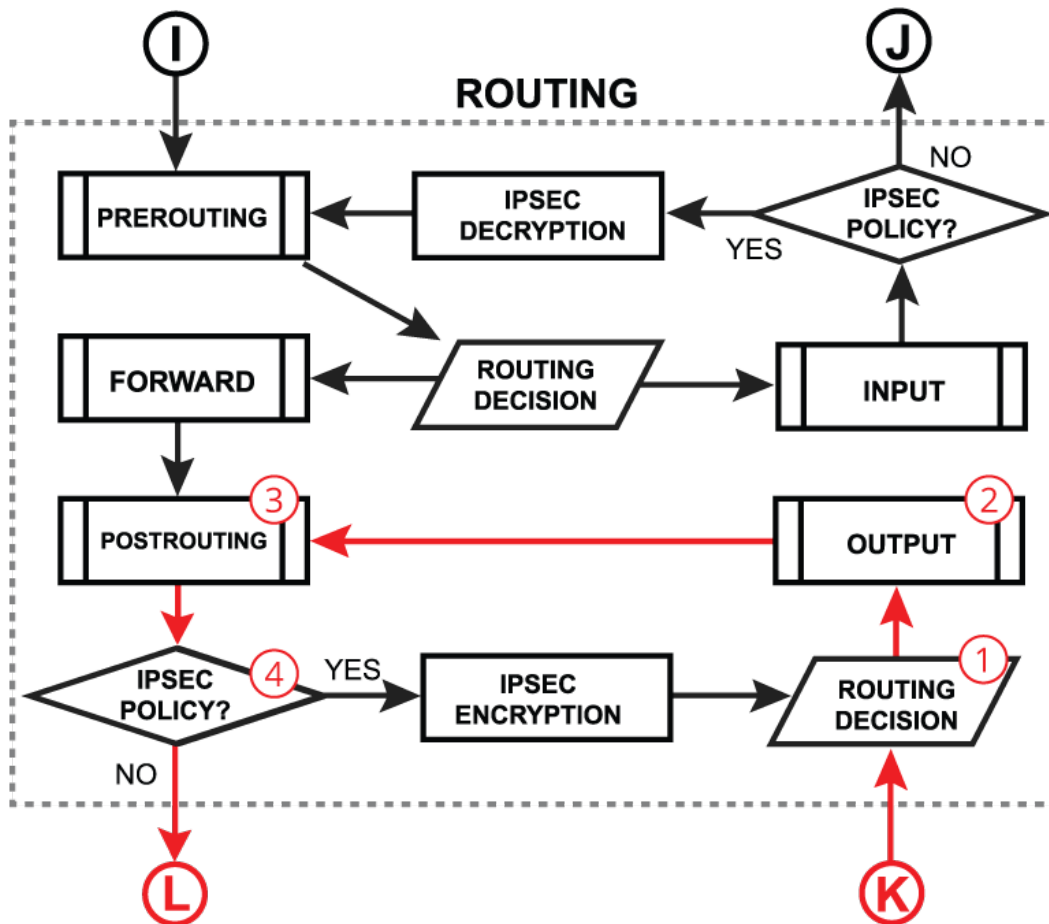 I
J
ROUTING
NO
PREROUTING
IPSEC
DECRYPTION
YES
IPSEC
POLICY?
FORWARD
ROUTING
DECISION
INPUT
3
POSTROUTING
2
OUTPUT
4
IPSEC
POLICY?
YES
IPSEC
ENCRYPTION
1
ROUTING
DECISION
NO
L
K